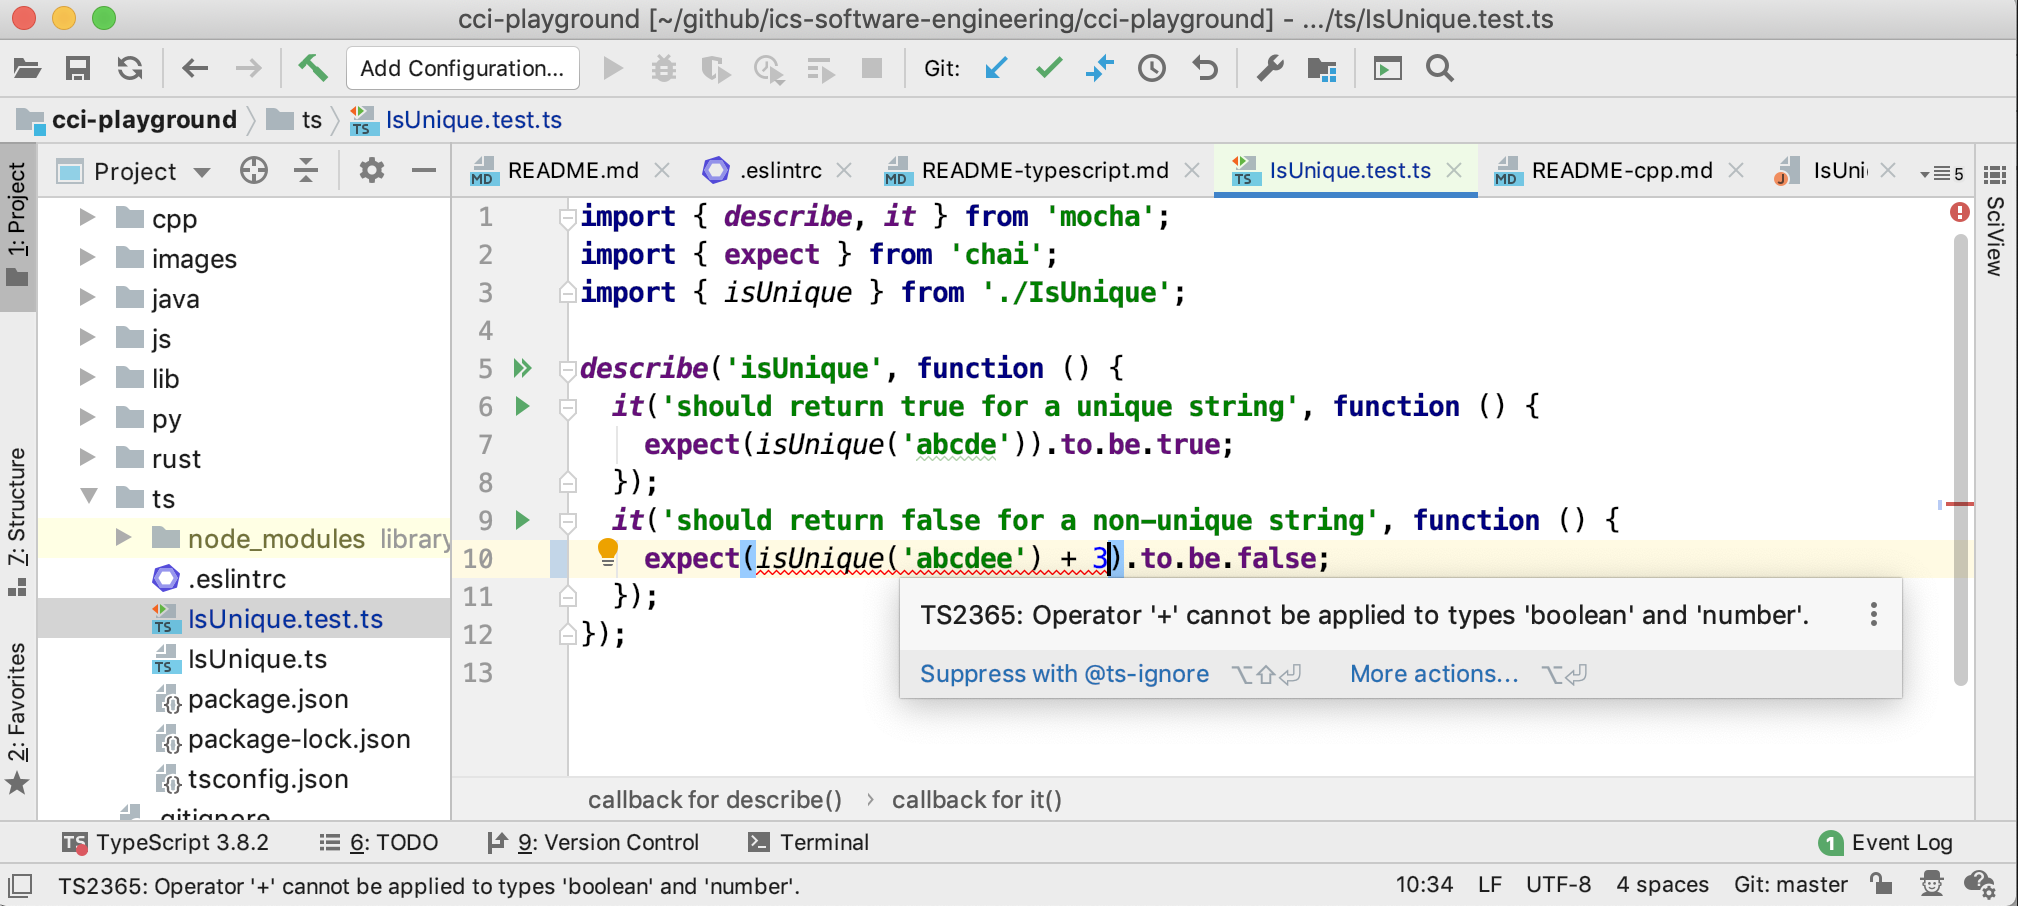 cci-playground [~/github/ics-software-engineering/cci-playground] - .../ts/IsUnique.test.ts
Add Configuration...
Git:
cci-playground
ts
IsUnique.test.ts
1: Project
Project
README.md
.eslintrc
README-typescript.md
IsUnique.test.ts
README-cpp.md
IsUni
5
SciView
cpp
images
java
js
lib
py
rust
ts
node_modules library
.eslintrc
IsUnique.test.ts
IsUnique.ts
package.json
package-lock.json
tsconfig.json
.gitignore
7: Structure
2: Favorites
1 import { describe, it } from 'mocha';
2 import { expect } from 'chai';
3 import { isUnique } from './IsUnique';
4
5 describe('isUnique', function () {
6 it('should return true for a unique string', function () {
7 expect(isUnique('abcde')).to.be.true;
8 });
9 it('should return false for a non-unique string', function () {
10 expect(isUnique('abcdee') + 3).to.be.false;
11 });
12 });
13
TS2365: Operator '+' cannot be applied to types 'boolean' and 'number'.
Suppress with @ts-ignore ⌥⇧⏎ More actions... ⌥⏎
callback for describe() › callback for it()
TypeScript 3.8.2
6: TODO
9: Version Control
Terminal
1 Event Log
TS2365: Operator '+' cannot be applied to types 'boolean' and 'number'.
10:34 LF UTF-8 4 spaces Git: master